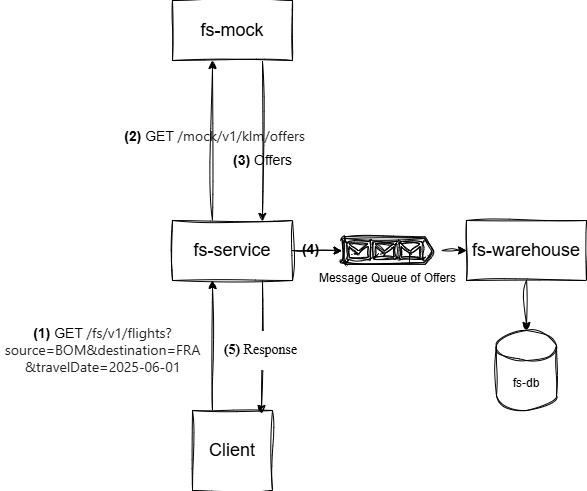 fs-mock
(2) GET /mock/v1/klm/offers
(3) Offers
fs-service
(4)
Message Queue of Offers
fs-warehouse
(1) GET /fs/v1/flights?
source=BOM&destination=FRA
&travelDate=2025-06-01
(5) Response
fs-db
Client